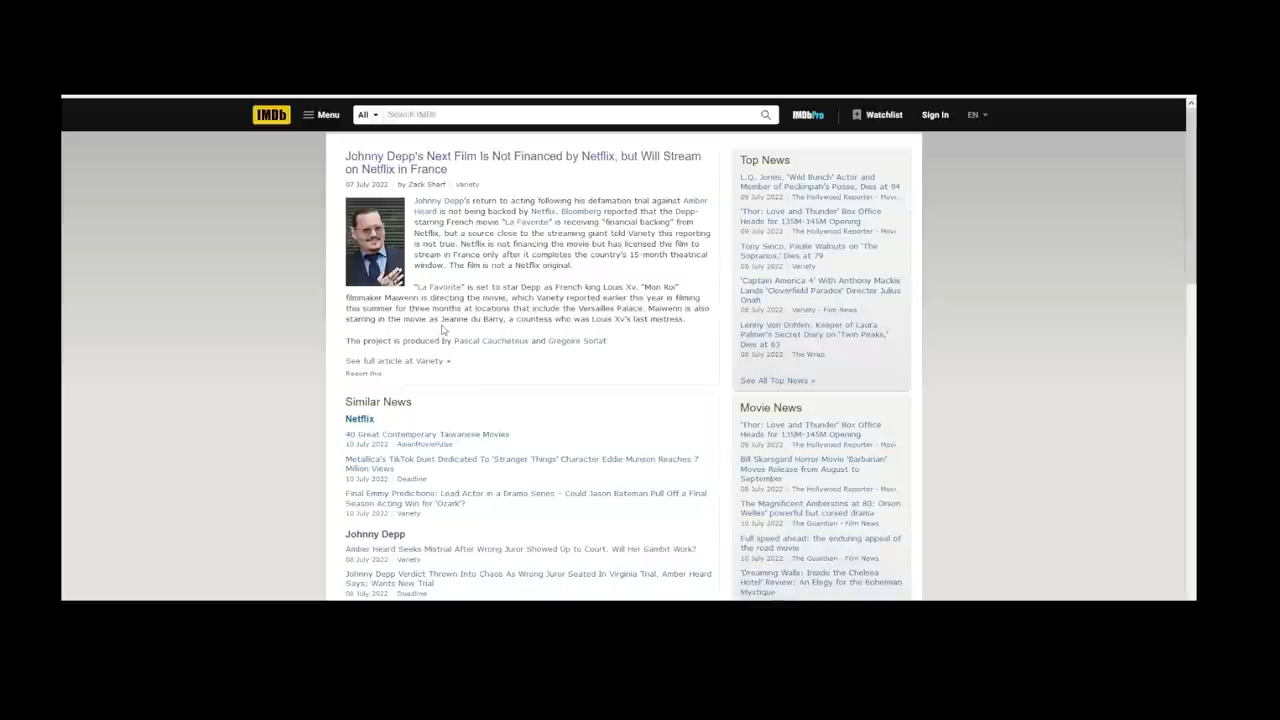 IMDb
Menu
All
Search IMDb
IMDbPro
Watchlist
Sign In
EN
Johnny Depp's Next Film Is Not Financed by Netflix, but Will Stream
on Netflix in France
07 July 2022 | by Zack Sharf | Variety
Johnny Depp's return to acting following his defamation trial against Amber
Heard is not being backed by Netflix. Bloomberg reported that the Depp-
starring French movie "La Favorite" is receiving "financial backing" from
Netflix, but a source close to the streaming giant told Variety this reporting
is not true. Netflix is not financing the movie but has licensed the film to
stream in France only after it completes the country's 15-month theatrical
window. The film is not a Netflix original.
"La Favorite" is set to star Depp as French king Louis Xv. "Mon Roi"
filmmaker Maiwenn is directing the movie, which Variety reported earlier this year is filming
this summer for three months at locations that include the Versailles Palace. Maiwenn is also
starring in the movie as Jeanne du Barry, a countess who was Louis Xv's last mistress.
The project is produced by Pascal Caucheteux and Gregoire Sorlat
See full article at Variety »
Report this
Similar News
Netflix
40 Great Contemporary Taiwanese Movies
10 July 2022 | AsianMoviePulse
Metallica's TikTok Duet Dedicated To 'Stranger Things' Character Eddie Munson Reaches 7
Million Views
10 July 2022 | Deadline
Final Emmy Predictions: Lead Actor in a Drama Series – Could Jason Bateman Pull Off a Final
Season Acting Win for 'Ozark'?
10 July 2022 | Variety
Johnny Depp
Amber Heard Seeks Mistrial After Wrong Juror Showed Up to Court. Will Her Gambit Work?
08 July 2022 | Variety
Johnny Depp Verdict Thrown Into Chaos As Wrong Juror Seated In Virginia Trial, Amber Heard
Says; Wants New Trial
08 July 2022 | Deadline
Top News
L.Q. Jones, 'Wild Bunch' Actor and
Member of Peckinpah's Posse, Dies at 94
09 July 2022 | The Hollywood Reporter - Movi
'Thor: Love and Thunder' Box Office
Heads for 135M-145M Opening
09 July 2022 | The Hollywood Reporter - Movi
Tony Sirico, Paulie Walnuts on 'The
Sopranos,' Dies at 79
08 July 2022 | Variety
'Captain America 4' With Anthony Mackie
Lands 'Cloverfield Paradox' Director Julius
Onah
08 July 2022 | Variety - Film News
Lenny Von Dohlen, Keeper of Laura
Palmer's Secret Diary on 'Twin Peaks,'
Dies at 63
08 July 2022 | The Wrap
See All Top News »
Movie News
'Thor: Love and Thunder' Box Office
Heads for 135M-145M Opening
09 July 2022 | The Hollywood Reporter - Movi
Bill Skarsgard Horror Movie 'Barbarian'
Moves Release from August to
September
08 July 2022 | The Hollywood Reporter - Movi
The Magnificent Ambersons at 80: Orson
Welles' powerful but cursed drama
10 July 2022 | The Guardian - Film News
Full speed ahead: the enduring appeal of
the road movie
10 July 2022 | The Guardian - Film News
'Dreaming Walls: Inside the Chelsea
Hotel' Review: An Elegy for the Bohemian
Mystique